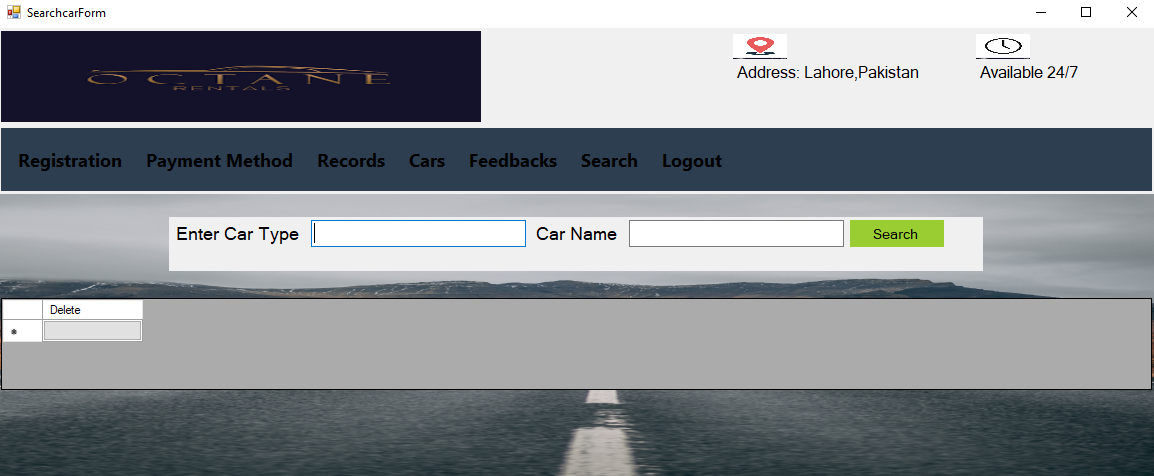 SearchcarForm
OCTANE
RENTALS
Address: Lahore,Pakistan
Available 24/7
Registration Payment Method Records Cars Feedbacks Search Logout
Enter Car Type Car Name Search
Delete
*